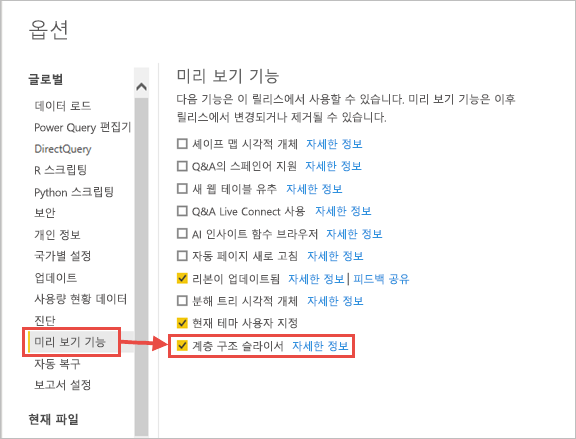 옵션
글로벌
데이터 로드
Power Query 편집기
DirectQuery
R 스크립팅
Python 스크립팅
보안
개인 정보
국가별 설정
업데이트
사용량 현황 데이터
진단
미리 보기 기능
자동 복구
보고서 설정
현재 파일
미리 보기 기능
다음 기능은 이 릴리스에서 사용할 수 있습니다. 미리 보기 기능은 이후
릴리스에서 변경되거나 제거될 수 있습니다.
셰이프 맵 시각적 개체 자세한 정보
Q&A의 스페인어 지원 자세한 정보
새 웹 테이블 유추 자세한 정보
Q&A Live Connect 사용 자세한 정보
AI 인사이트 함수 브라우저 자세한 정보
자동 페이지 새로 고침 자세한 정보
리본이 업데이트됨 자세한 정보 | 피드백 공유
분해 트리 시각적 개체 자세한 정보
현재 테마 사용자 지정
계층 구조 슬라이서 자세한 정보